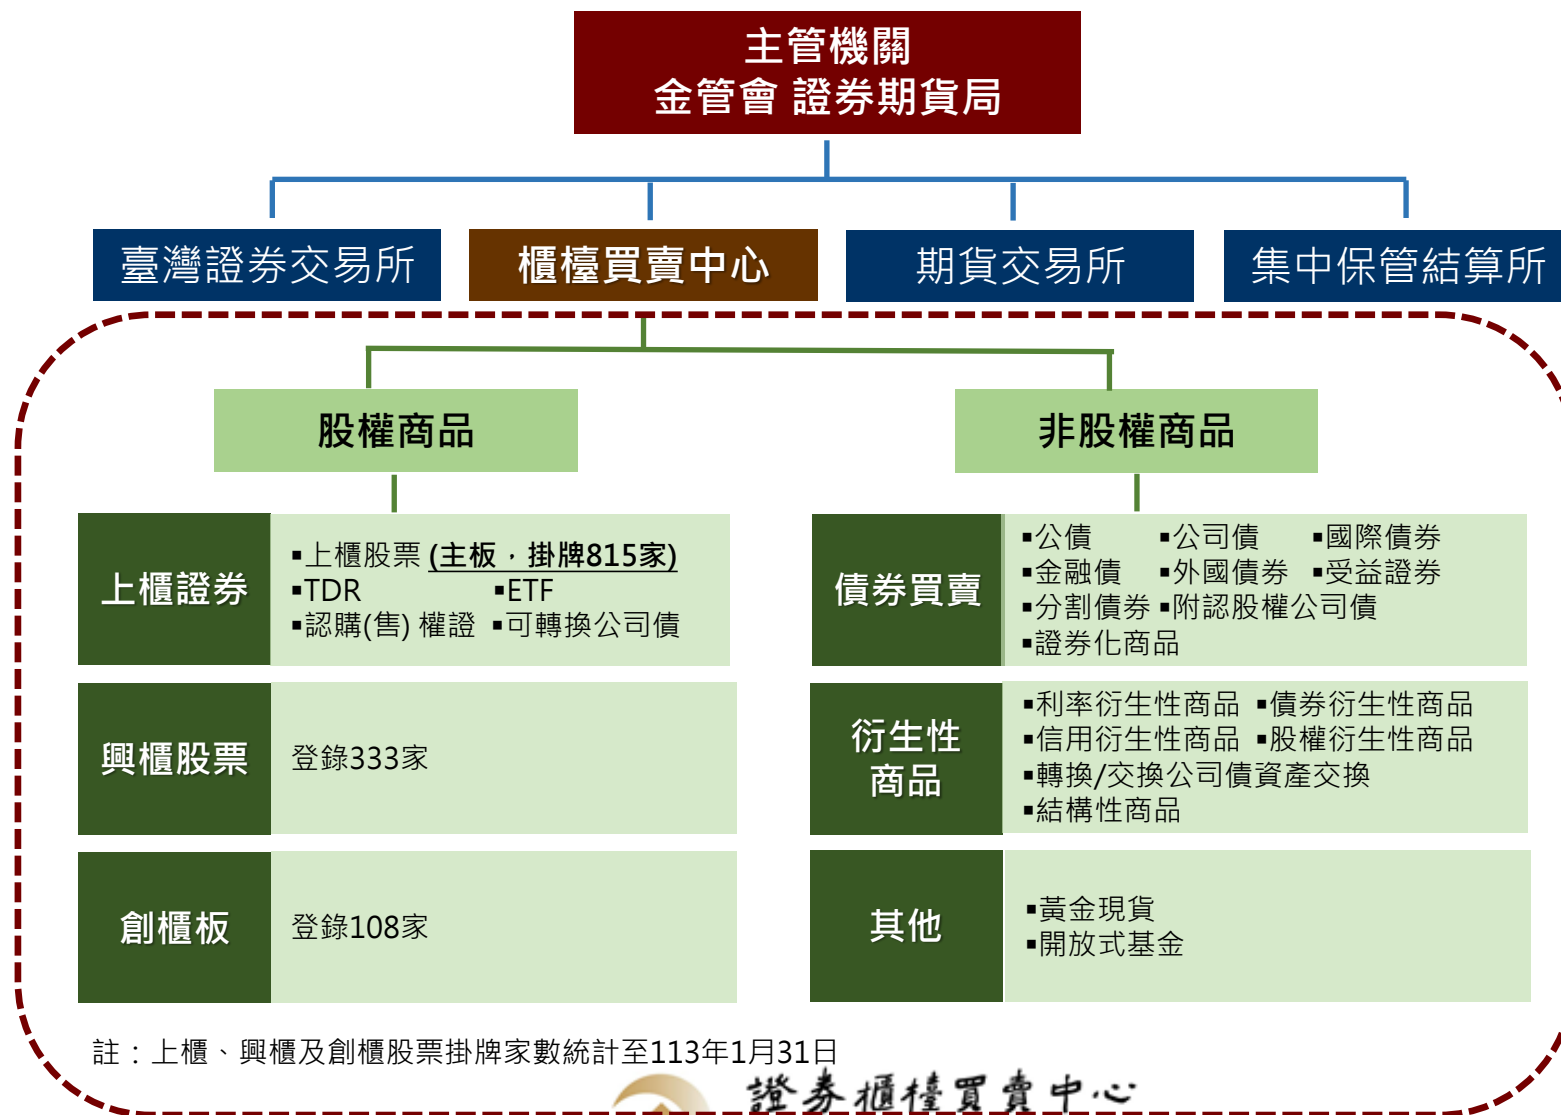 主管機關
金管會 證券期貨局
臺灣證券交易所
櫃檯買賣中心
期貨交易所
集中保管結算所
股權商品
非股權商品
上櫃證券
▪上櫃股票 (主板，掛牌815家)
▪TDR ▪ETF
▪認購(售) 權證 ▪可轉換公司債
興櫃股票
登錄333家
創櫃板
登錄108家
債券買賣
▪公債 ▪公司債 ▪國際債券
▪金融債 ▪外國債券 ▪受益證券
▪分割債券 ▪附認股權公司債
▪證券化商品
衍生性
商品
▪利率衍生性商品 ▪債券衍生性商品
▪信用衍生性商品 ▪股權衍生性商品
▪轉換/交換公司債資產交換
▪結構性商品
其他
▪黃金現貨
▪開放式基金
註：上櫃、興櫃及創櫃股票掛牌家數統計至113年1月31日
證券櫃檯買賣中心